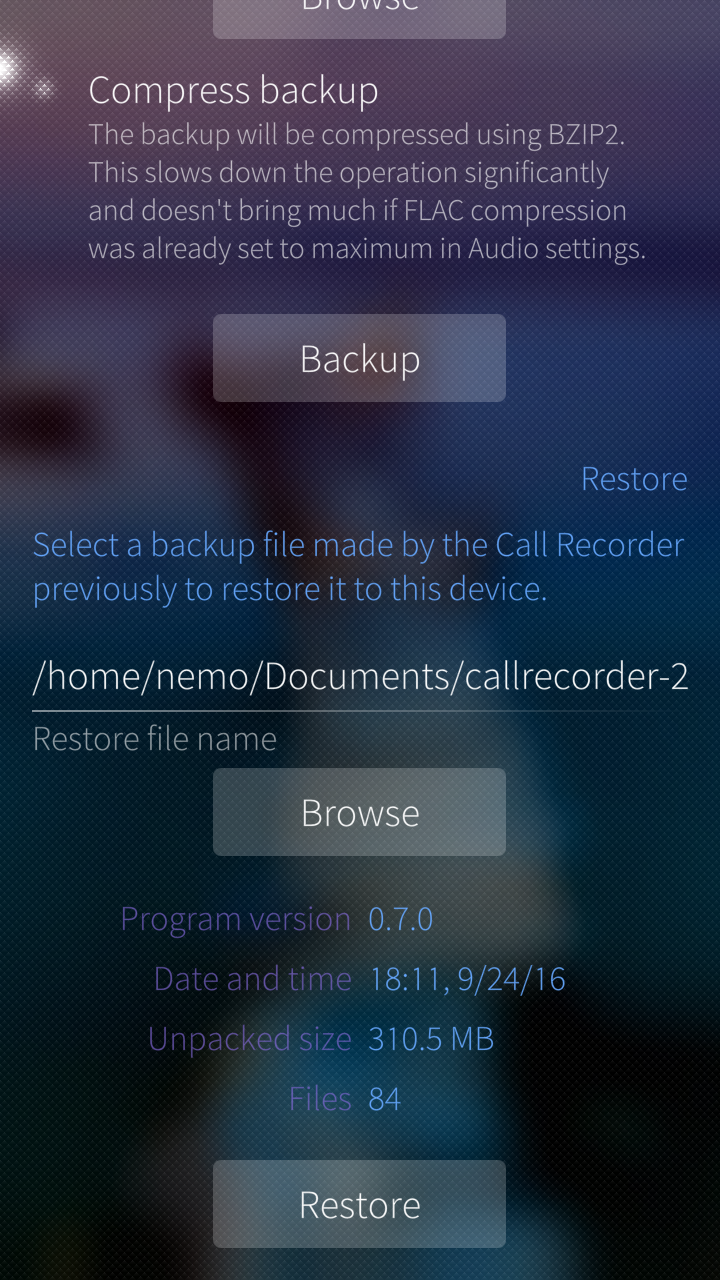 Browse
Compress backup
The backup will be compressed using BZIP2.
This slows down the operation significantly
and doesn't bring much if FLAC compression
was already set to maximum in Audio settings.
Backup
Restore
Select a backup file made by the Call Recorder
previously to restore it to this device.
/home/nemo/Documents/callrecorder-2
Restore file name
Browse
Program version 0.7.0
Date and time 18:11, 9/24/16
Unpacked size 310.5 MB
Files 84
Restore